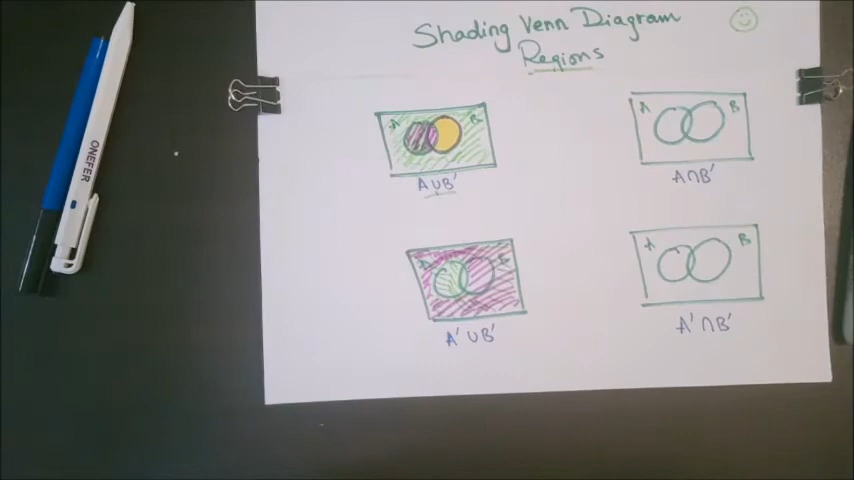 Shading Venn Diagram
Regions
A B
A∪B'
A B
A∩B'
A
A'∪B'
A B
A'∩B'
ONEFER